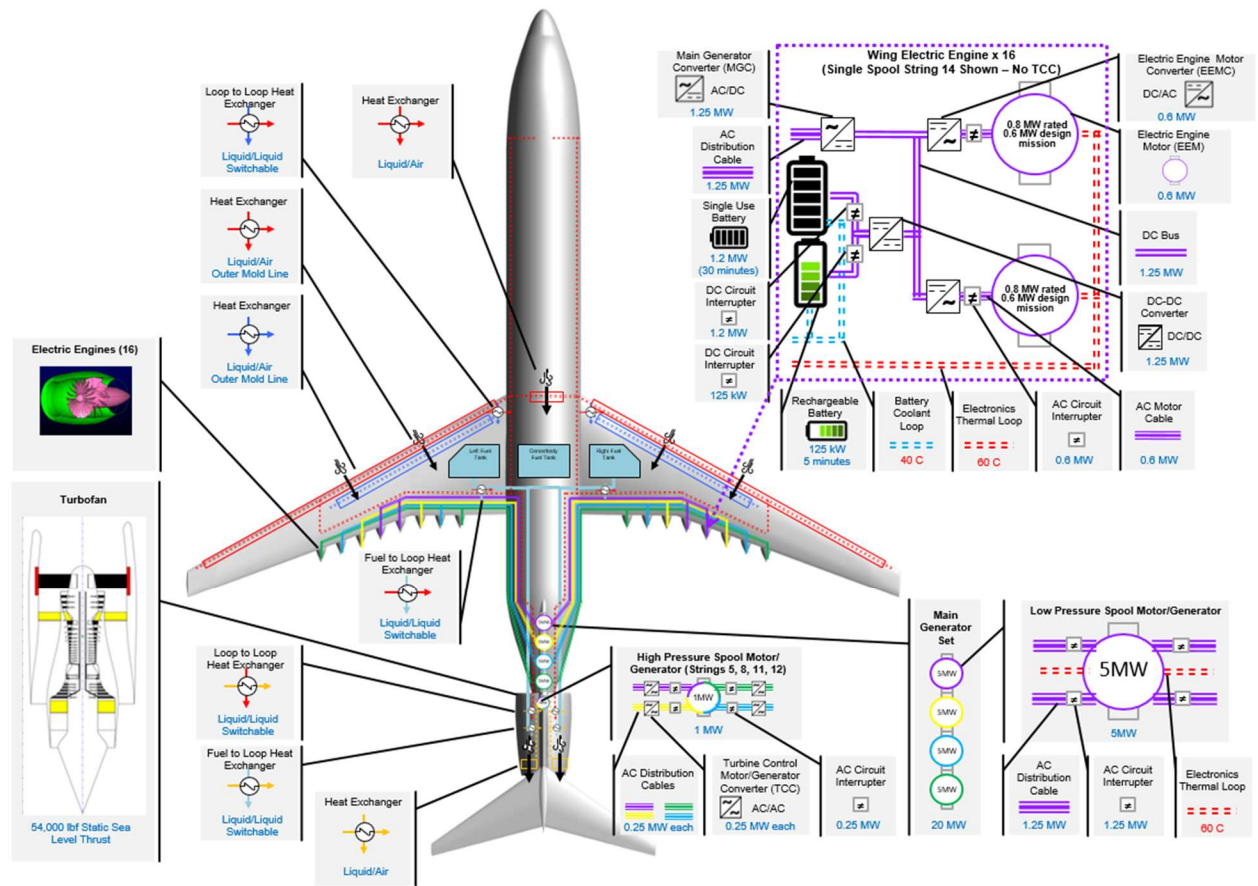 Loop to Loop Heat
Exchanger
Liquid/Liquid
Switchable
Heat Exchanger
Liquid/Air
Heat Exchanger
Liquid/Air
Outer Mold Line
Heat Exchanger
Liquid/Air
Outer Mold Line
Electric Engines (16)
Turbofan
54,000 lbf Static Sea
Level Thrust
Left Fuel
Tank
Centerbody
Fuel Tank
Right Fuel
Tank
Fuel to Loop Heat
Exchanger
Liquid/Liquid
Switchable
Loop to Loop
Heat Exchanger
Liquid/Liquid
Switchable
Fuel to Loop Heat
Exchanger
Liquid/Liquid
Switchable
Heat Exchanger
Liquid/Air
Main Generator
Converter (MGC)
AC/DC
1.25 MW
AC
Distribution
Cable
1.25 MW
Single Use
Battery
1.2 MW
(30 minutes)
DC Circuit
Interrupter
≠
1.2 MW
DC Circuit
Interrupter
≠
125 kW
Wing Electric Engine x 16
(Single Spool String 14 Shown – No TCC)
≠
0.8 MW rated
0.6 MW design
mission
≠
≠
≠
0.8 MW rated
0.6 MW design
mission
Electric Engine Motor
Converter (EEMC)
DC/AC
0.6 MW
Electric Engine
Motor (EEM)
0.6 MW
DC Bus
1.25 MW
DC-DC
Converter
DC/DC
1.25 MW
Rechargeable
Battery
125 kW
5 minutes
Battery
Coolant
Loop
40 C
Electronics
Thermal Loop
60 C
AC Circuit
Interrupter
≠
0.6 MW
AC Motor
Cable
0.6 MW
High Pressure Spool Motor/
Generator (Strings 5, 8, 11, 12)
≠
≠
1MW
≠
≠
1 MW
AC Distribution
Cables
0.25 MW each
Turbine Control
Motor/Generator
Converter (TCC)
AC/AC
0.25 MW each
AC Circuit
Interrupter
≠
0.25 MW
Main
Generator
Set
5MW
5MW
5MW
5MW
20 MW
Low Pressure Spool Motor/Generator
≠
≠
5MW
≠
≠
5MW
AC
Distribution
Cable
1.25 MW
AC Circuit
Interrupter
≠
1.25 MW
Electronics
Thermal Loop
60 C